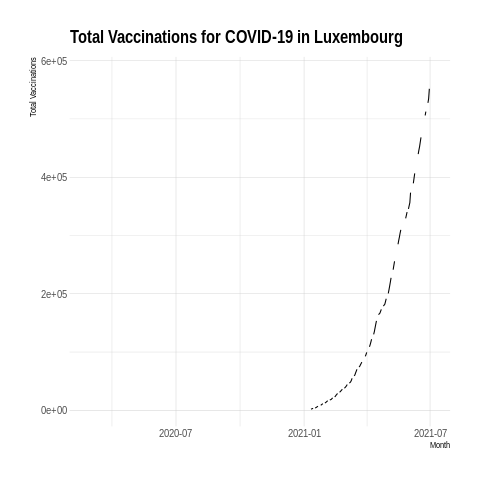 Total Vaccinations for COVID-19 in Luxembourg
Total Vaccinations
6e+05
4e+05
2e+05
0e+00
2020-07
2021-01
2021-07
Month